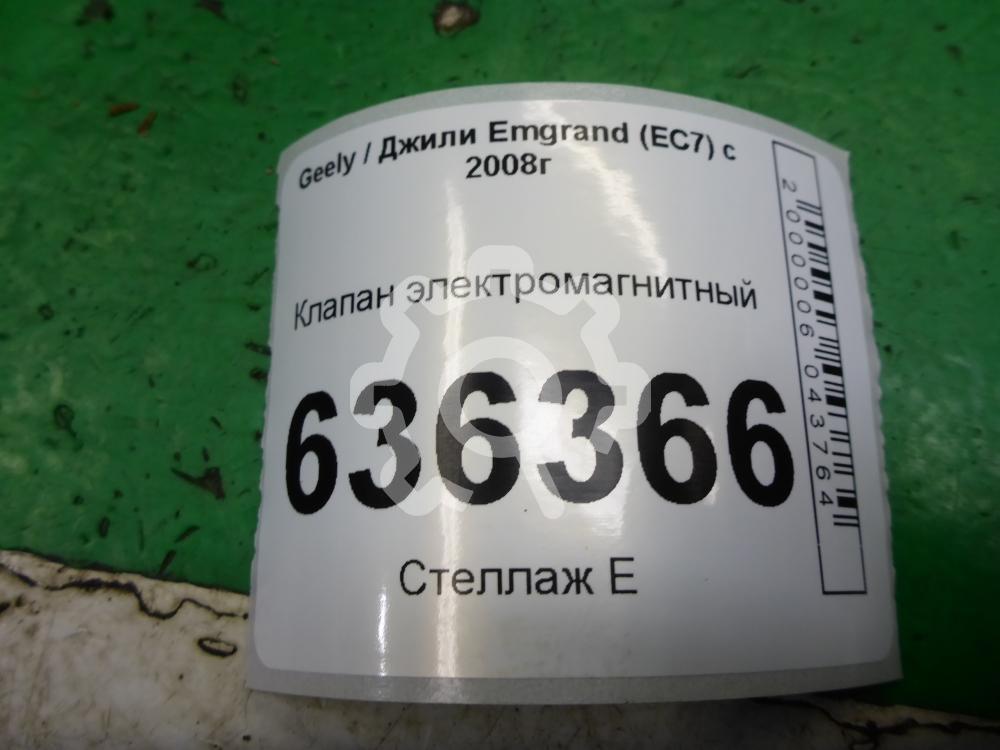 Geely / Джили Emgrand (EC7) с
2008г
Клапан электромагнитный
636366
Стеллаж Е
2000006043764